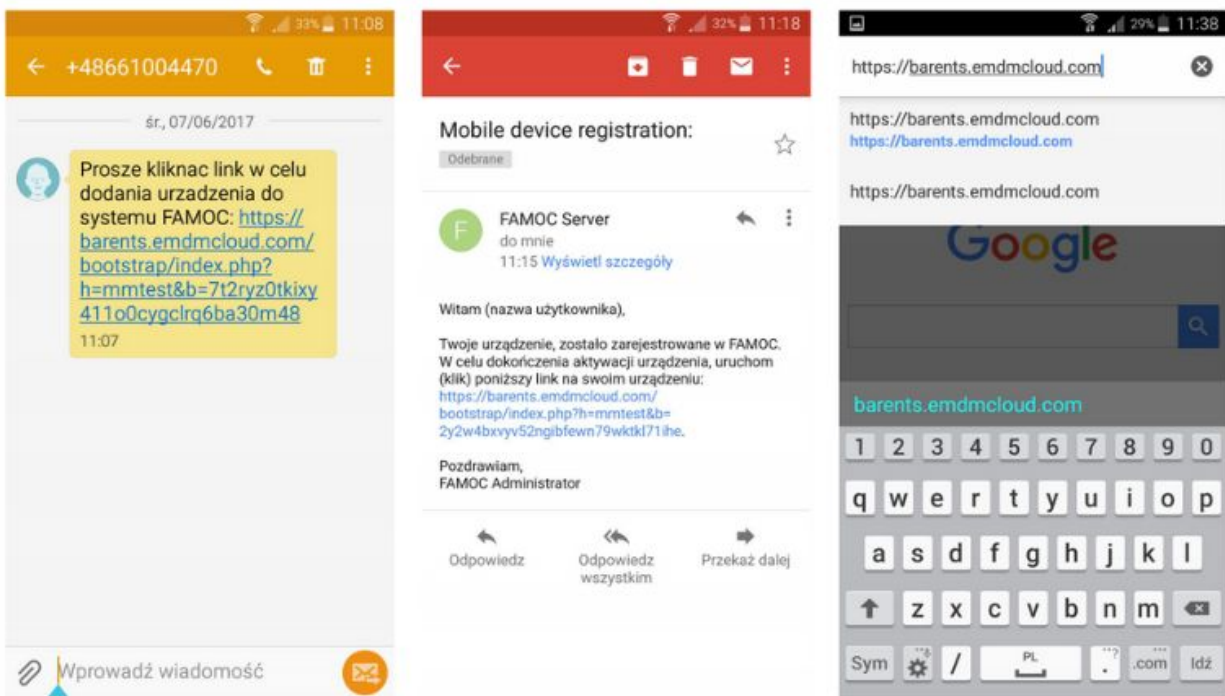 33% 11:08
+48661004470
śr., 07/06/2017
Prosze kliknac link w celu
dodania urzadzenia do
systemu FAMOC: https://
barents.emdmcloud.com/
bootstrap/index.php?
h=mmtest&b=7t2ryz0tkixy
411o0cygclrq6ba30m48
11:07
Wprowadź wiadomość
32% 11:18
Mobile device registration:
Odebrane
F
FAMOC Server
do mnie
11:15 Wyświetl szczegóły
Witam (nazwa użytkownika),
Twoje urządzenie, zostało zarejestrowane w FAMOC.
W celu dokończenia aktywacji urządzenia, uruchom
(klik) poniższy link na swoim urządzeniu:
https://barents.emdmcloud.com/
bootstrap/index.php?h=mmtest&b=
2y2w4bxvyv52ngibfewn79wktkl71ihe.
Pozdrawiam,
FAMOC Administrator
Odpowiedz
Odpowiedz
wszystkim
Przekaż dalej
29% 11:38
https://barents.emdmcloud.com
https://barents.emdmcloud.com
https://barents.emdmcloud.com
https://barents.emdmcloud.com
Google
barents.emdmcloud.com
1 2 3 4 5 6 7 8 9 0
q w e r t y u i o p
a s d f g h j k l
z x c v b n m
Sym / PL . .com Idź